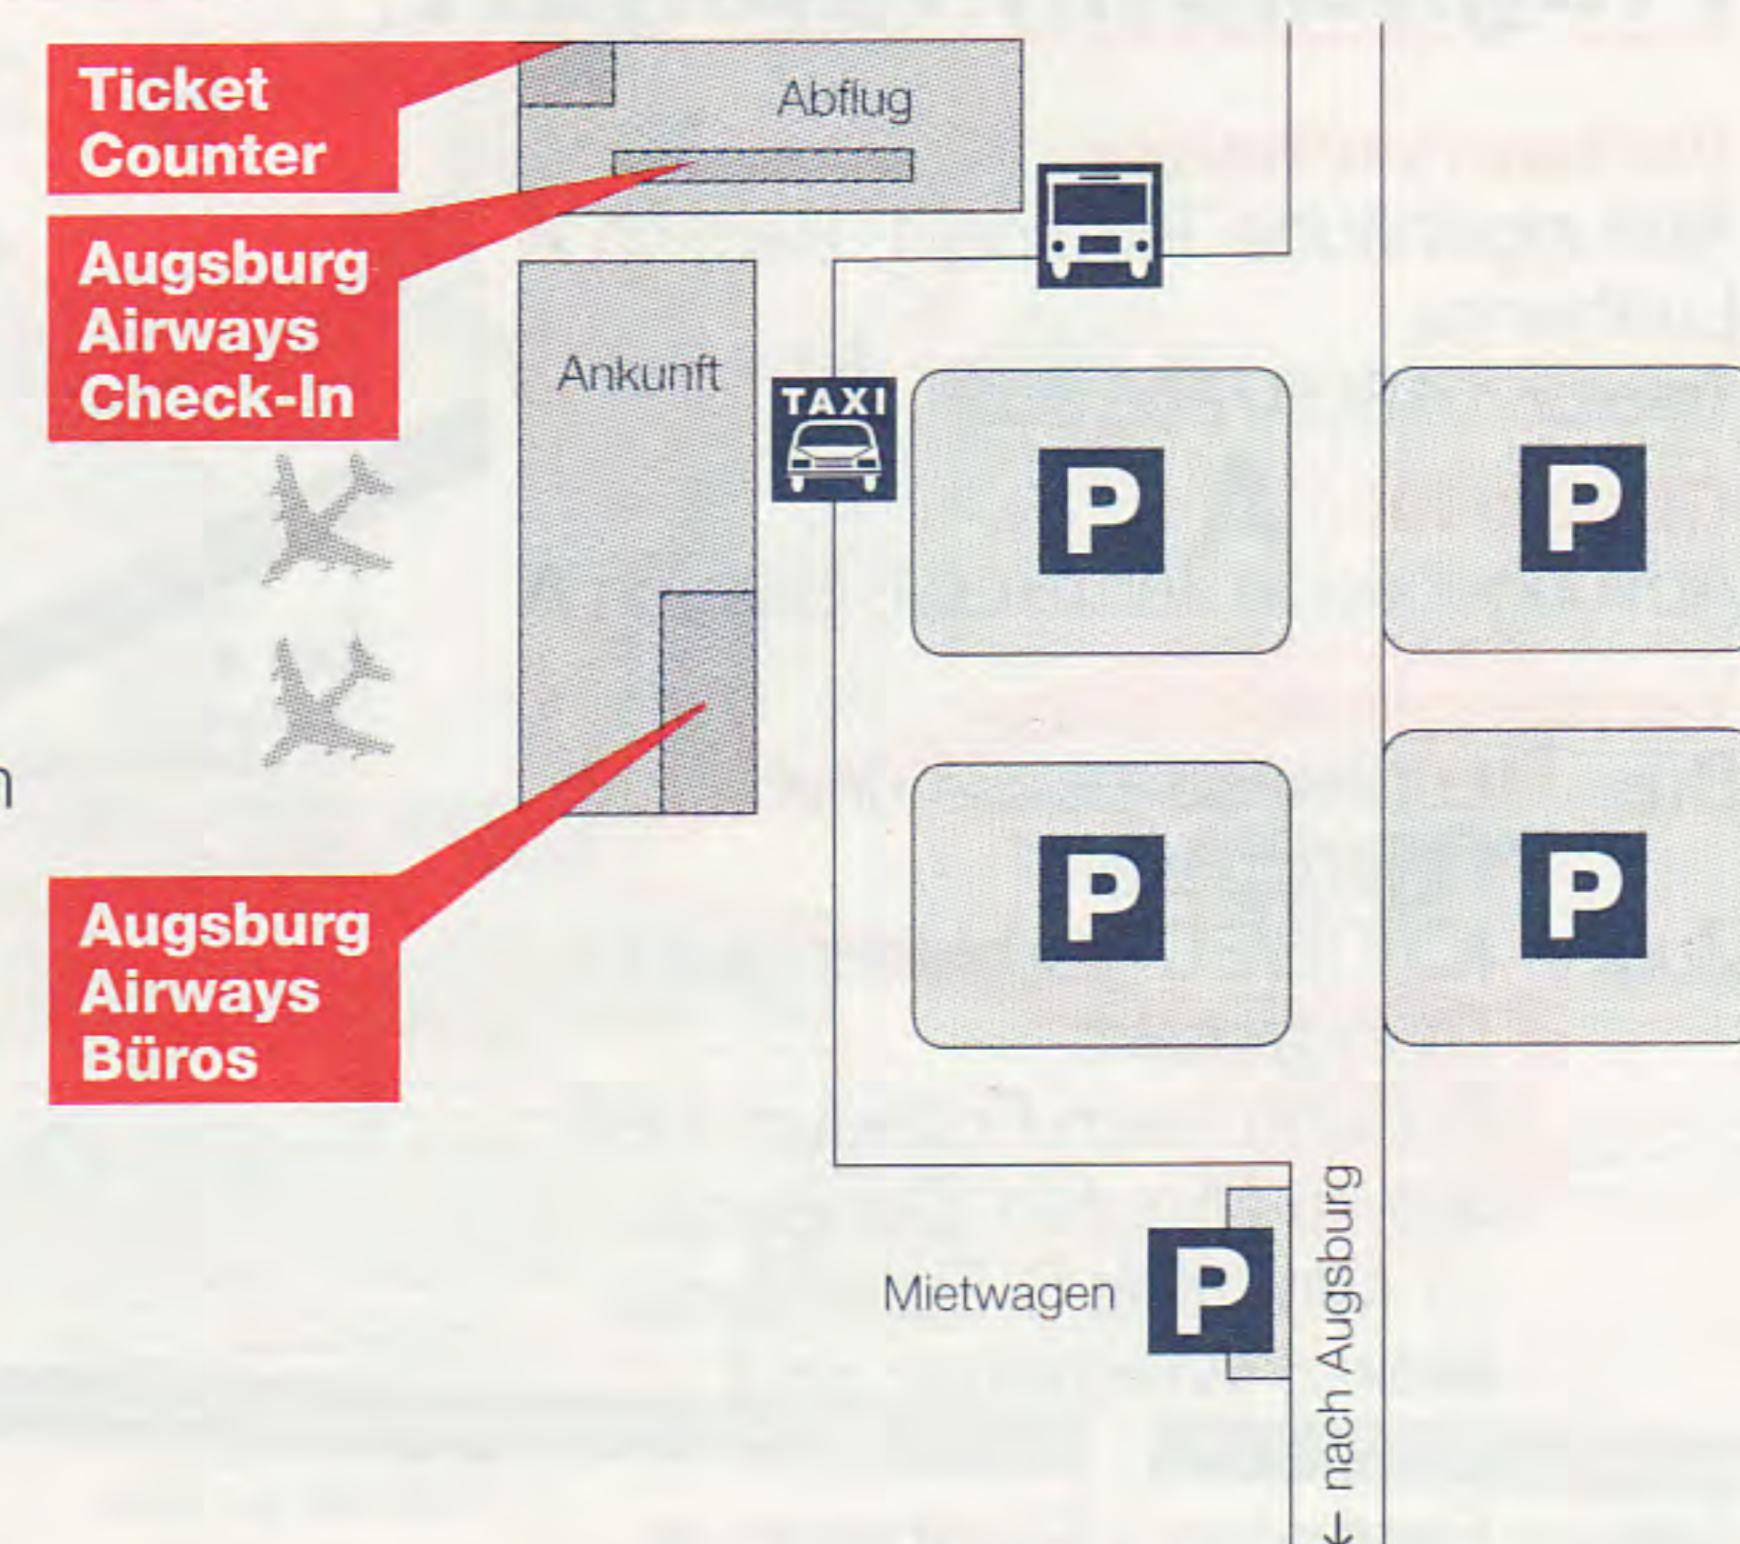 Ticket
Counter
Abflug
Augsburg
Airways
Check-In
Ankunft
TAXI
P
P
P
P
Augsburg
Airways
Büros
Mietwagen
P
← nach Augsburg